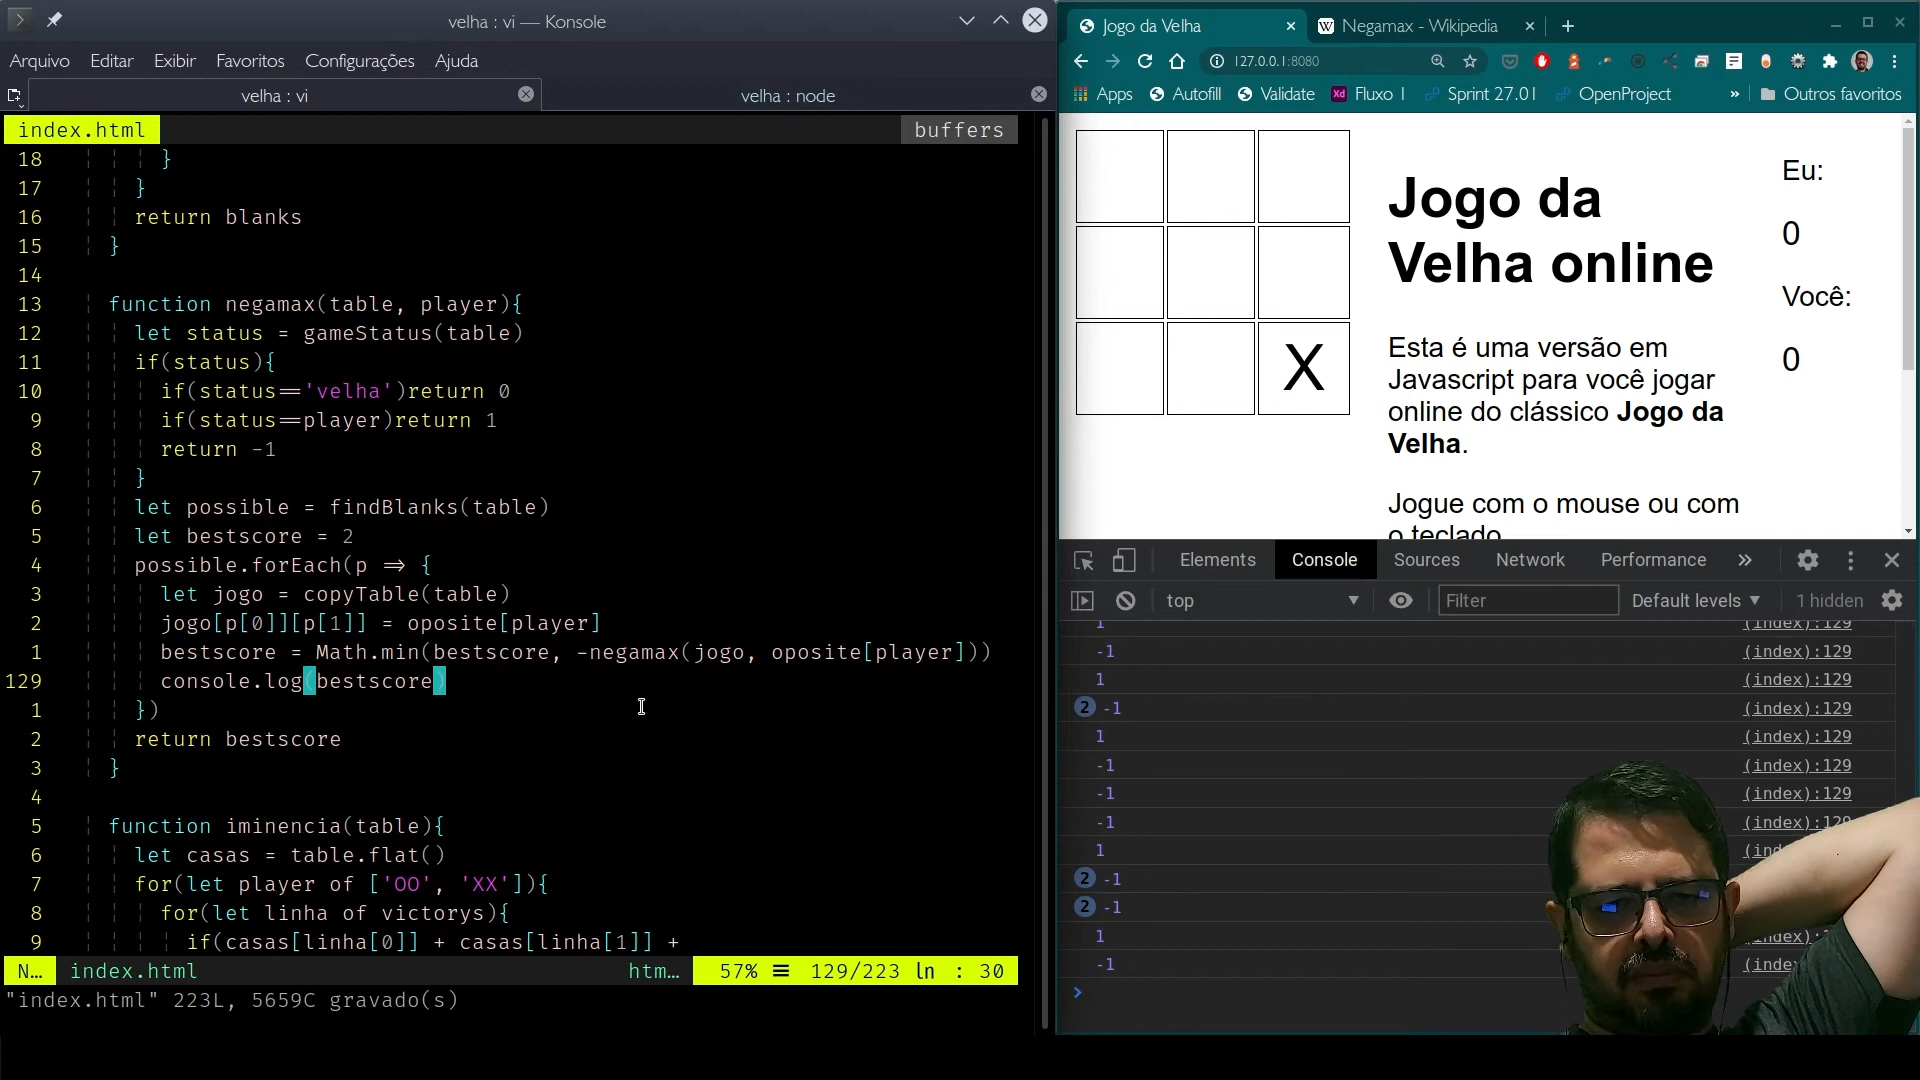 velha : vi — Konsole
Arquivo Editar Exibir Favoritos Configurações Ajuda
velha : vi
velha : node
index.html
buffers
18 }
17 }
16 return blanks
15 }
14
13 function negamax(table, player){
12 let status = gameStatus(table)
11 if(status){
10 if(status=='velha')return 0
9 if(status==player)return 1
8 return -1
7 }
6 let possible = findBlanks(table)
5 let bestscore = 2
4 possible.forEach(p => {
3 let jogo = copyTable(table)
2 jogo[p[0]][p[1]] = oposite[player]
1 bestscore = Math.min(bestscore, -negamax(jogo, oposite[player]))
129 console.log(bestscore)
1 })
2 return bestscore
3 }
4
5 function iminencia(table){
6 let casas = table.flat()
7 for(let player of ['OO', 'XX']){
8 for(let linha of victorys){
9 if(casas[linha[0]] + casas[linha[1]] +
N… index.html htm… 57% ≡ 129/223 ln : 30
"index.html" 223L, 5659C gravado(s)
Jogo da Velha
Negamax - Wikipedia
127.0.0.1:8080
Apps Autofill Validate Fluxo 1 Sprint 27.01 OpenProject » Outros favoritos
X
Jogo da
Velha online
Esta é uma versão em
Javascript para você jogar
online do clássico Jogo da
Velha.
Jogue com o mouse ou com
o teclado
Eu:
0
Você:
0
Elements Console Sources Network Performance »
top Filter Default levels 1 hidden
1 (index):129
-1 (index):129
1 (index):129
2 -1 (index):129
1 (index):129
-1 (index):129
-1 (index):129
-1 (index):129
1
2 -1
2 -1
1
-1